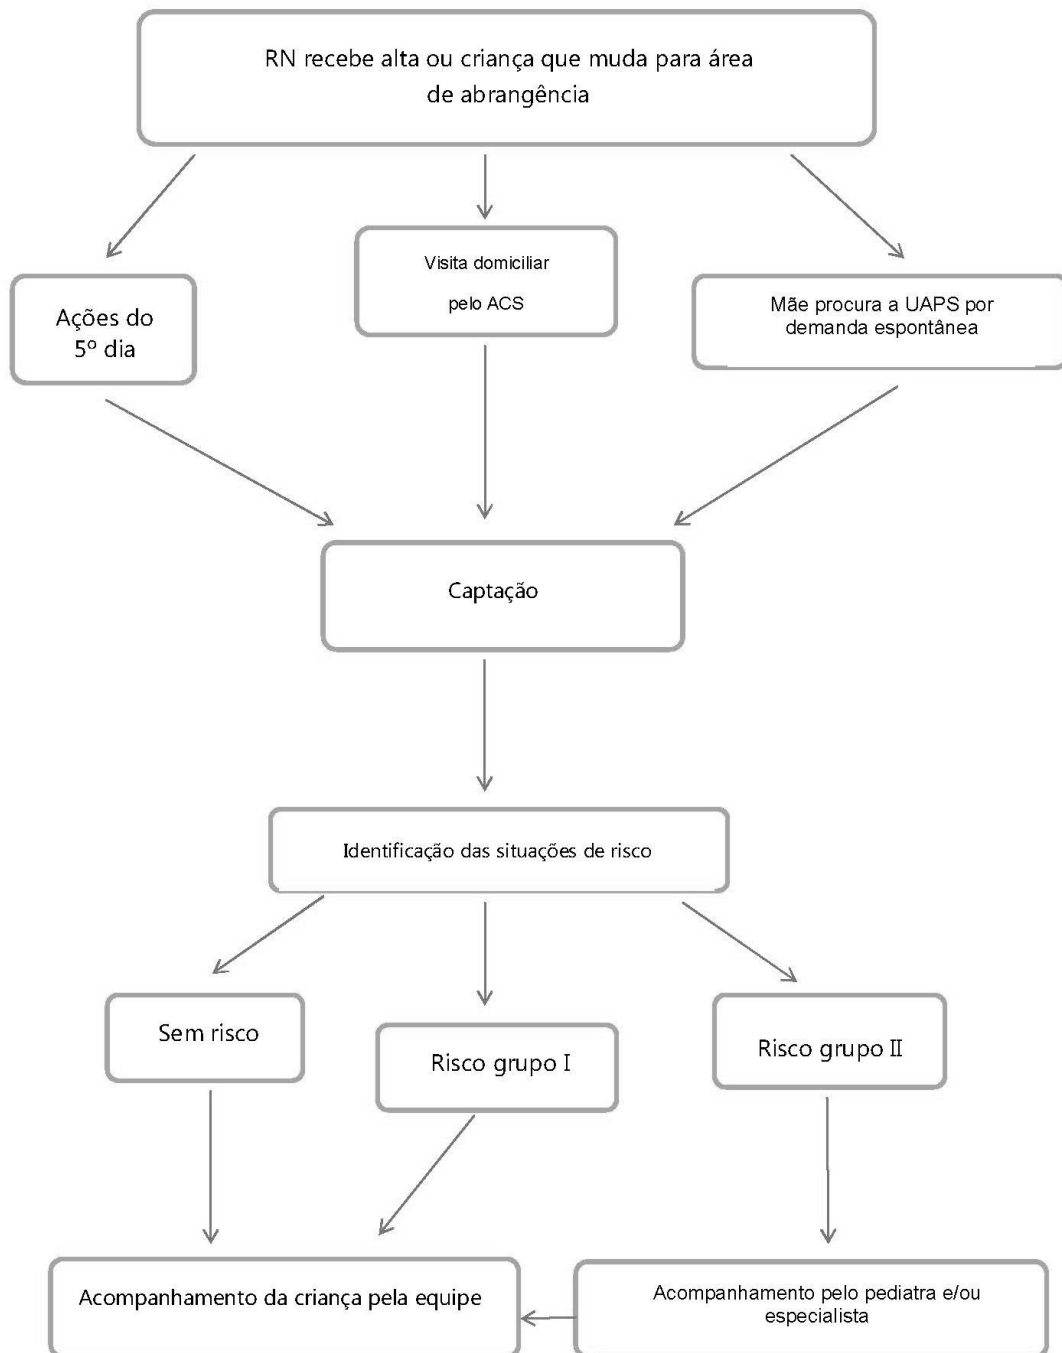 RN recebe alta ou criança que muda para área
de abrangência
Visita domiciliar
pelo ACS
Ações do
5º dia
Mãe procura a UAPS por
demanda espontânea
Captação
Identificação das situações de risco
Sem risco
Risco grupo I
Risco grupo II
Acompanhamento da criança pela equipe
Acompanhamento pelo pediatra e/ou
especialista